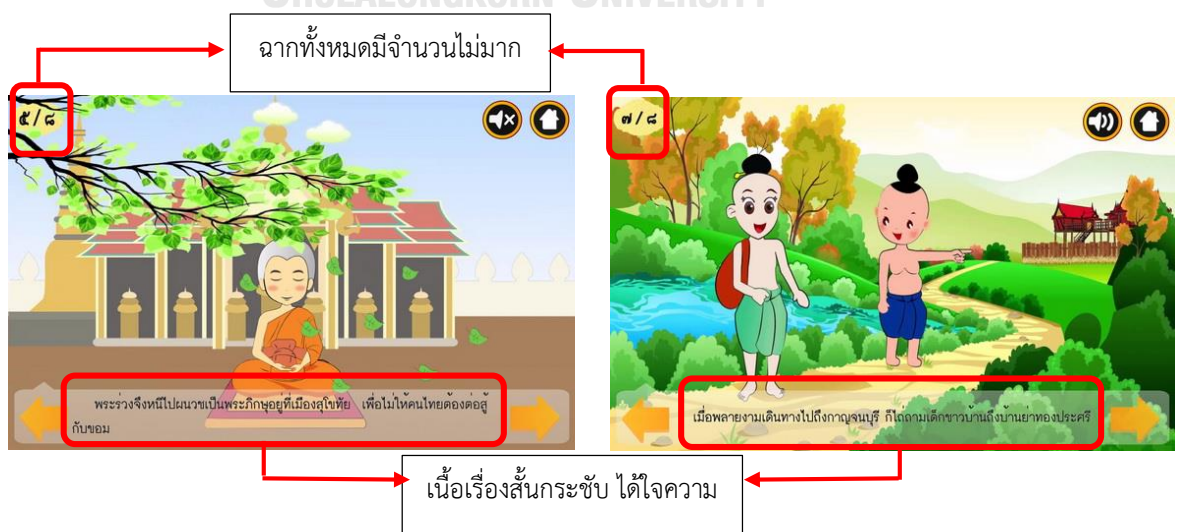 CHULALONGKORN UNIVERSITY
ฉากทั้งหมดมีจำนวนไม่มาก
๕/๘
๗/๘
พระร่วงจึงหนีไปผนวชเป็นพระภิกษุอยู่ที่เมืองสุโขทัย เพื่อไม่ให้คนไทยต้องต่อสู้
กับขอม
เมื่อพลายงามเดินทางไปถึงกาญจนบุรี ก็ไถ่ถามเด็กชาวบ้านถึงบ้านย่าทองประศรี
เนื้อเรื่องสั้นกระชับ ได้ใจความ